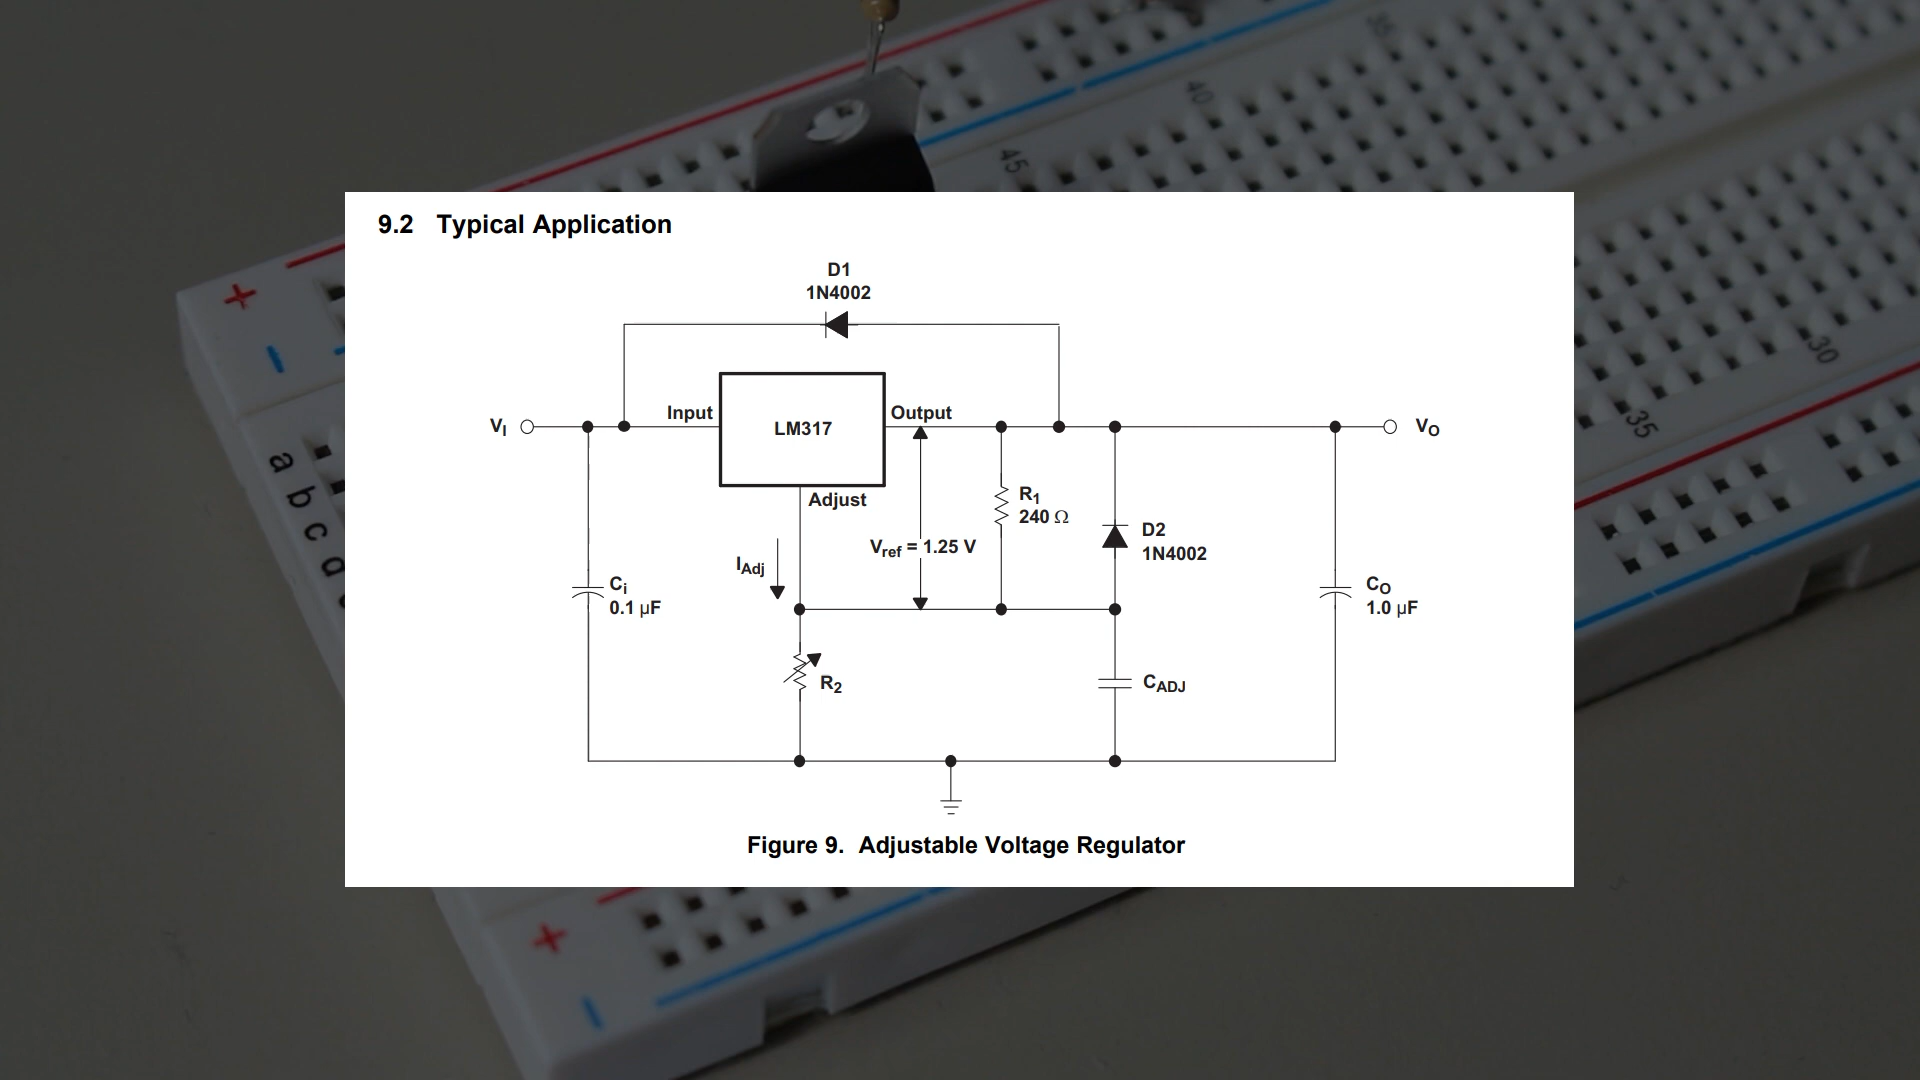 9.2 Typical Application
D1
1N4002
VI
Input
LM317
Output
VO
Adjust
R1
240 Ω
Vref = 1.25 V
D2
1N4002
IAdj
Ci
0.1 µF
CO
1.0 µF
R2
CADJ
Figure 9. Adjustable Voltage Regulator
+
a
b
c
d
45
40
35
30
35
+